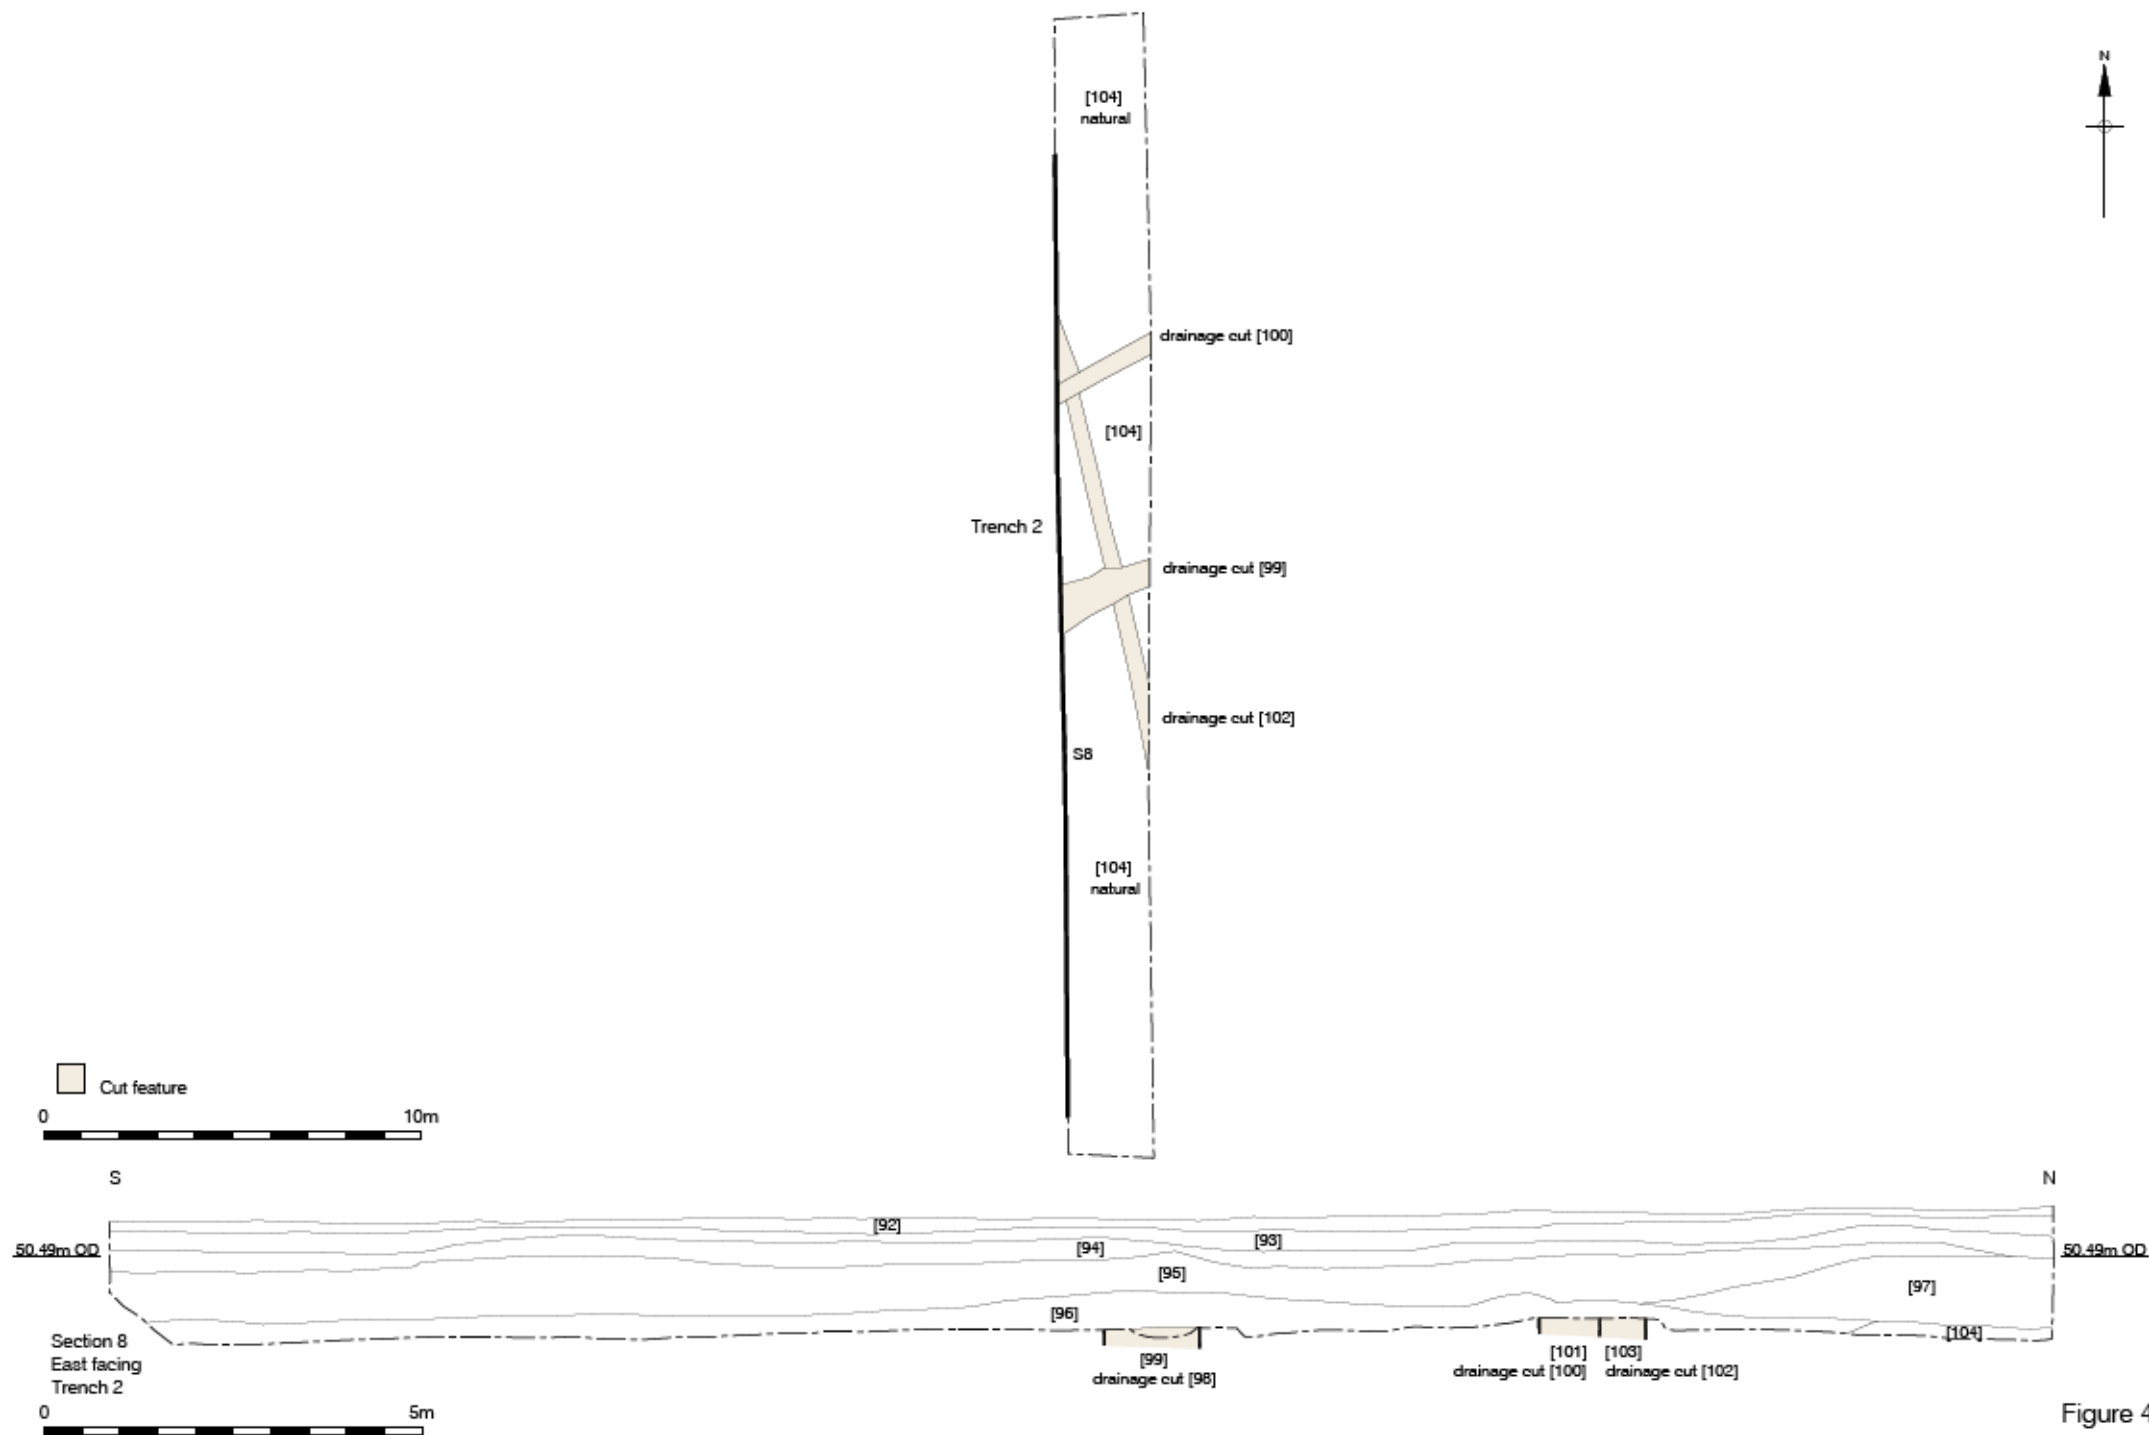 N
[104]
natural
drainage cut [100]
[104]
Trench 2
drainage cut [99]
drainage cut [102]
S8
[104]
natural
Cut feature
0 10m
S N
[92]
[93]
50.49m OD [94] 50.49m OD
[95]
[97]
[96]
[104]
Section 8
East facing
Trench 2
[99]
drainage cut [98]
[101] [103]
drainage cut [100] drainage cut [102]
0 5m
Figure 4